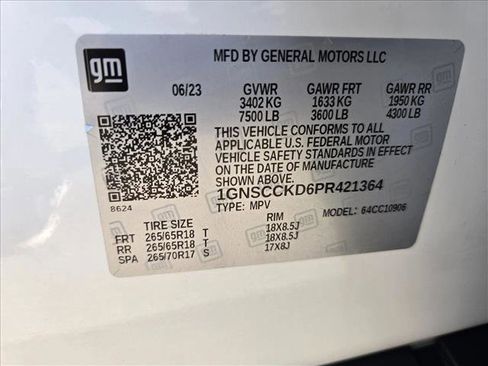 gm
MFD BY GENERAL MOTORS LLC
06/23 GVWR GAWR FRT GAWR RR
3402 KG 1633 KG 1950 KG
7500 LB 3600 LB 4300 LB
THIS VEHICLE CONFORMS TO ALL
APPLICABLE U.S. FEDERAL MOTOR
VEHICLE SAFETY STANDARDS IN EFFECT
ON THE DATE OF MANUFACTURE SHOWN ABOVE.
1GNSCCKD6PR421364
8624 TYPE: MPV MODEL: 64CC10906
TIRE SIZE RIM
FRT 265/65R18 T 18X8.5J
RR 265/65R18 T 18X8.5J
SPA 265/70R17 S 17X8J